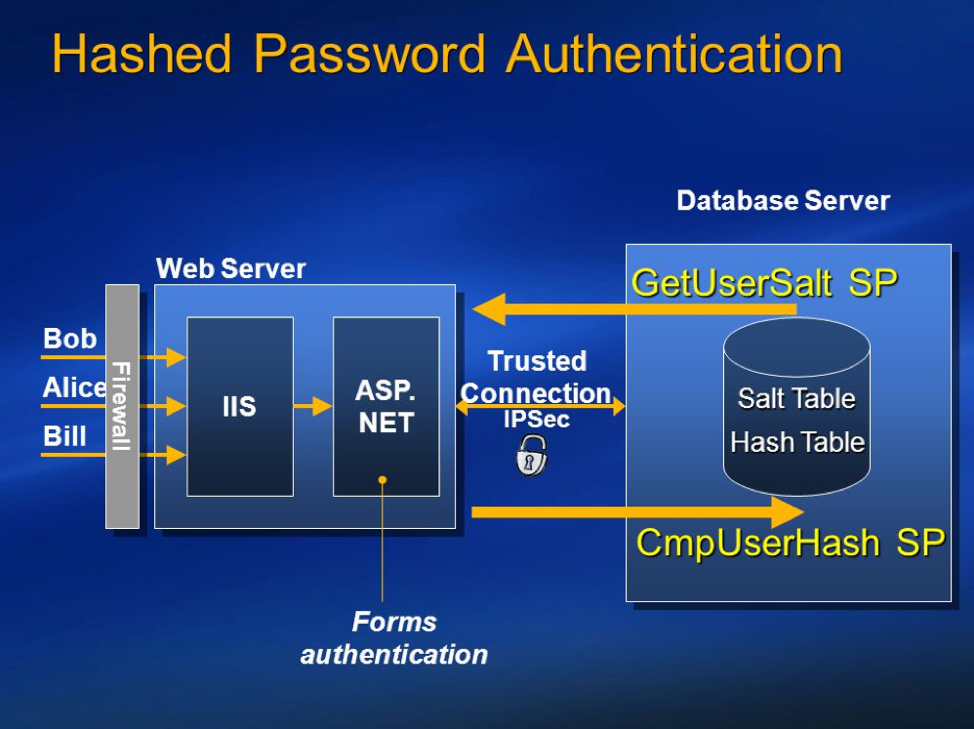 Hashed Password Authentication
Database Server
Web Server
GetUserSalt SP
Bob
Alice
Bill
Firewall
IIS
ASP.
NET
Trusted
Connection
IPSec
Salt Table
Hash Table
CmpUserHash SP
Forms
authentication